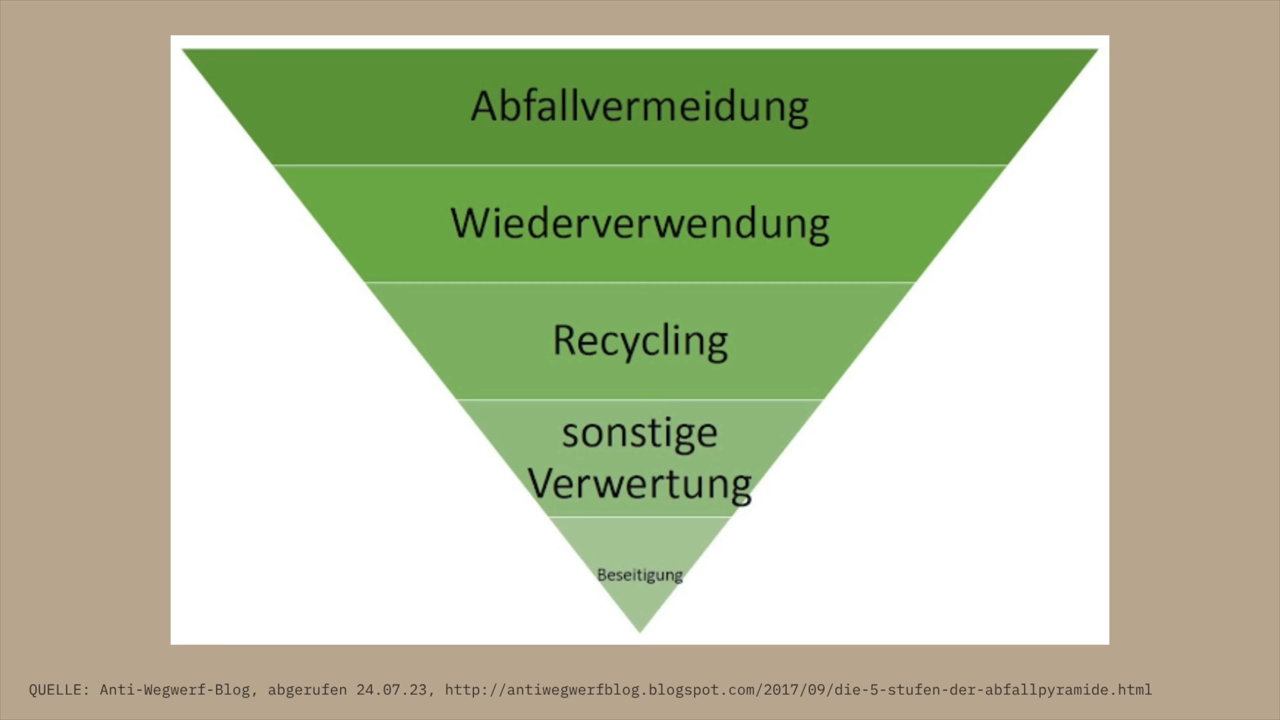 Abfallvermeidung
Wiederverwendung
Recycling
sonstige
Verwertung
Beseitigung
QUELLE: Anti-Wegwerf-Blog, abgerufen 24.07.23, http://antiwegwerfblog.blogspot.com/2017/09/die-5-stufen-der-abfallpyramide.html